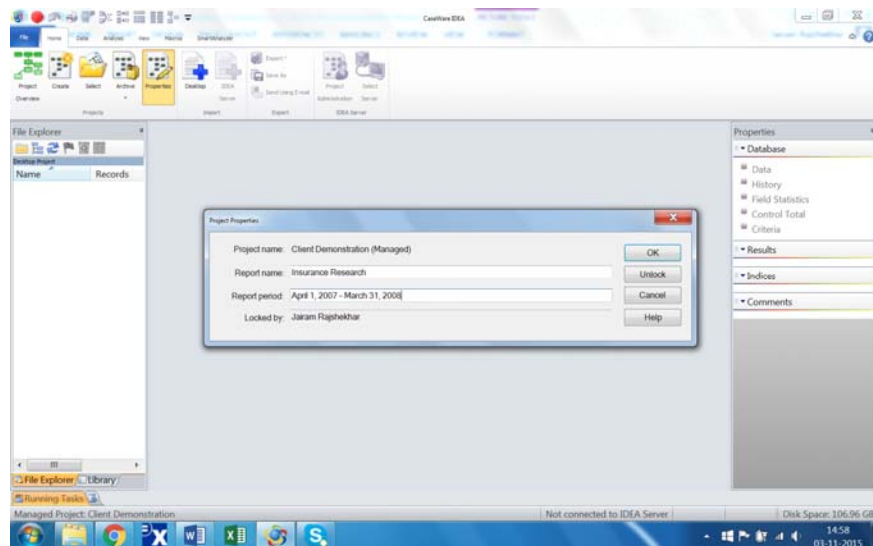 CaseWare IDEA
File Home Data Analysis View Macros SmartAnalyzer
Project Overview
Create
Select
Archive
Properties
Desktop
IDEA Server
Export
Save As
Send Using E-mail
Project Administration
Select Server
Projects Import Export IDEA Server
File Explorer
Desktop Project
Name Records
Project Properties
Project name: Client Demonstration (Managed)
OK
Report name: Insurance Research
Unlock
Report period: April 1, 2007 - March 31, 2008
Cancel
Locked by: Jairam Rajshekhar
Help
Properties
Database
Data
History
Field Statistics
Control Total
Criteria
Results
Indices
Comments
File Explorer Library
Running Tasks
Managed Project: Client Demonstration Not connected to IDEA Server Disk Space: 106.96 GB
14:58
03-11-2015